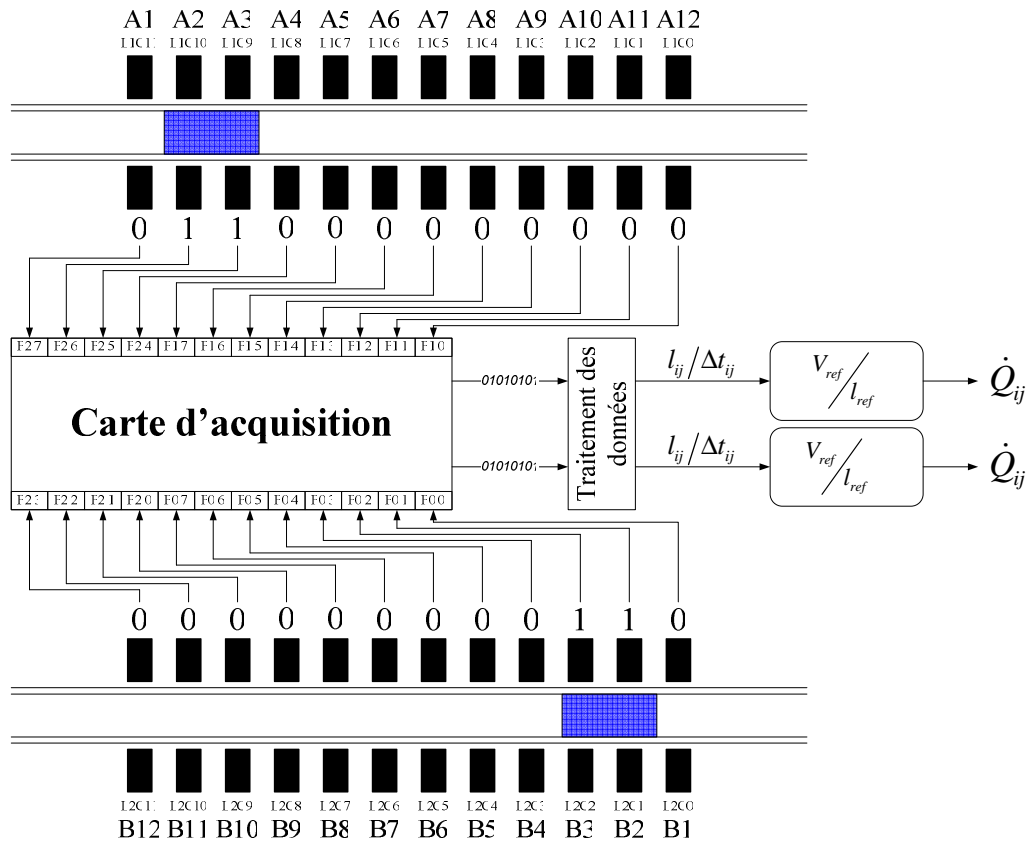 A1 A2 A3 A4 A5 A6 A7 A8 A9 A10 A11 A12
L1C11 L1C10 L1C9 L1C8 L1C7 L1C6 L1C5 L1C4 L1C3 L1C2 L1C1 L1C0
0 1 1 0 0 0 0 0 0 0 0 0
F27 F26 F25 F24 F17 F16 F15 F14 F13 F12 F11 F10
Carte d’acquisition
01010101
01010101
Traitement des
données
l_ij/Δt_ij
l_ij/Δt_ij
V_ref/l_ref
V_ref/l_ref
Q̇_ij
Q̇_ij
F23 F22 F21 F20 F07 F06 F05 F04 F03 F02 F01 F00
0 0 0 0 0 0 0 0 0 1 1 0
L2C11 L2C10 L2C9 L2C8 L2C7 L2C6 L2C5 L2C4 L2C3 L2C2 L2C1 L2C0
B12 B11 B10 B9 B8 B7 B6 B5 B4 B3 B2 B1